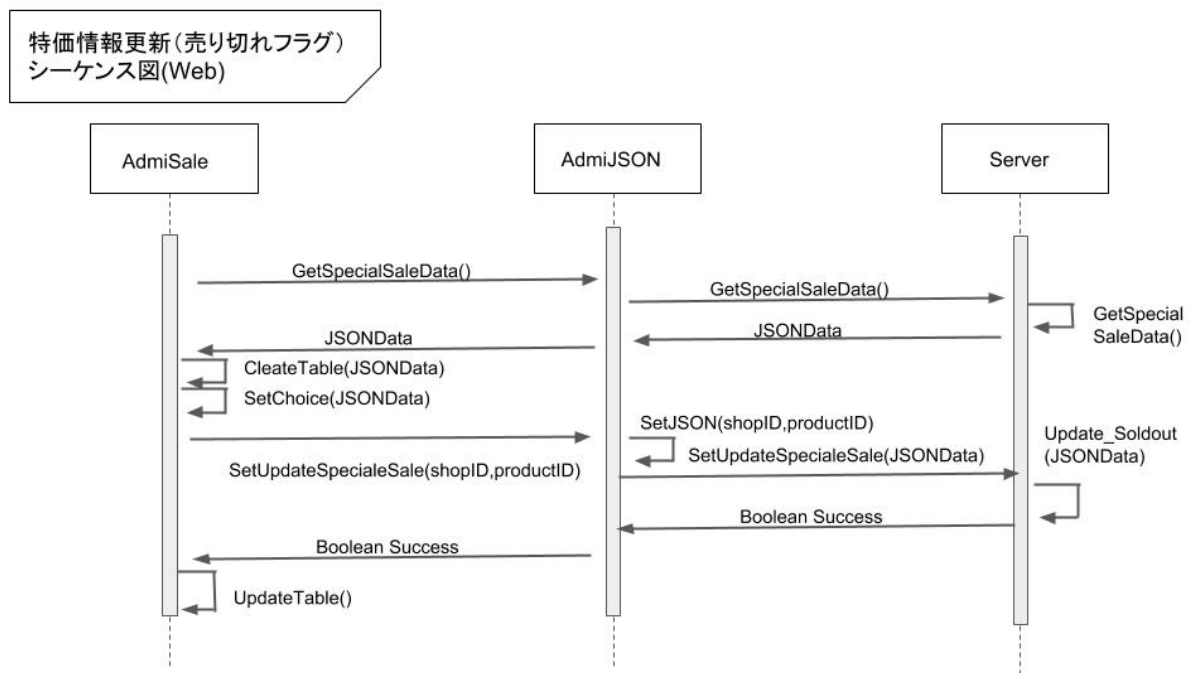 特価情報更新（売り切れフラグ）
シーケンス図(Web)
AdmiSale
AdmiJSON
Server
GetSpecialSaleData()
GetSpecialSaleData()
GetSpecial
SaleData()
JSONData
JSONData
CleateTable(JSONData)
SetChoice(JSONData)
SetJSON(shopID,productID)
Update_Soldout
(JSONData)
SetUpdateSpecialeSale(shopID,productID)
SetUpdateSpecialeSale(JSONData)
Boolean Success
Boolean Success
UpdateTable()